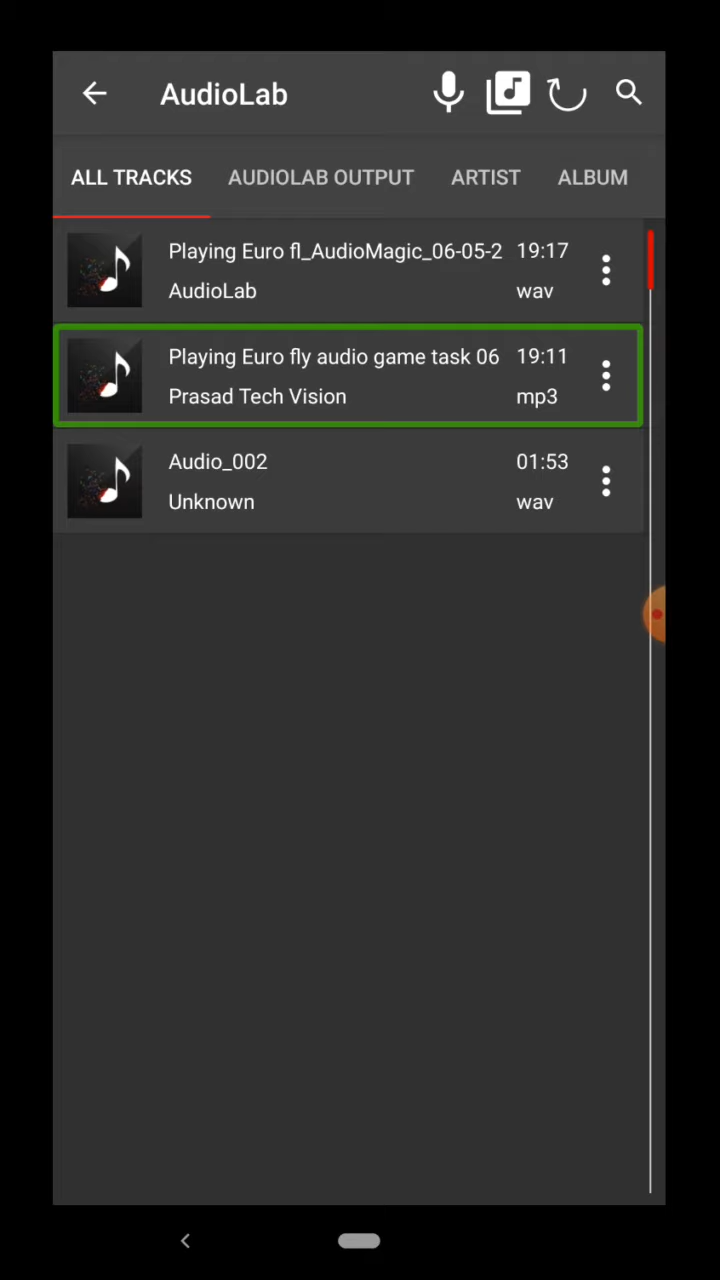 AudioLab
ALL TRACKS AUDIOLAB OUTPUT ARTIST ALBUM
Playing Euro fl_AudioMagic_06-05-2 19:17
AudioLab wav
Playing Euro fly audio game task 06 19:11
Prasad Tech Vision mp3
Audio_002 01:53
Unknown wav